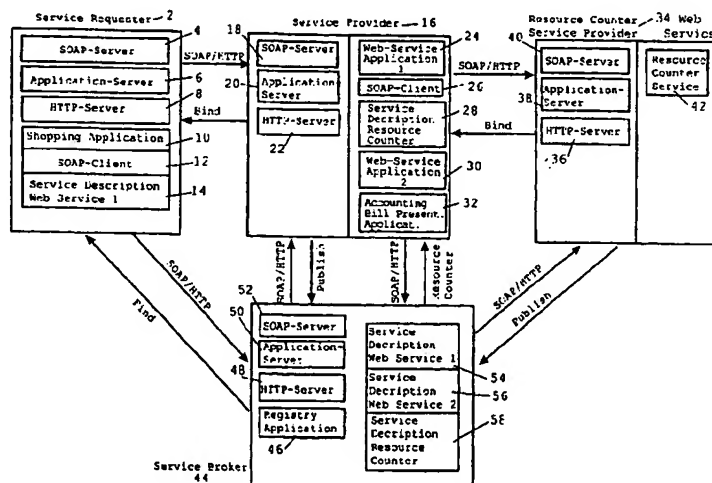 Service Requester 2
4
SOAP-Server
Application-Server
6
HTTP-Server
8
Shopping Application
10
SOAP-Client
12
Service Description
Web Service 1
14
SOAP/HTTP
Bind
Service Provider 16
18
SOAP-Server
20
Application
Server
HTTP-Server
22
Web-Service
Application
1
24
SOAP-Client
26
Service
Decription
Resource
Counter
28
Web-Service
Application
2
30
Accounting
Bill Present.
Applicat.
32
SOAP/HTTP
Bind
Resource Counter
Service Provider
34 Web
Service
40
SOAP-Server
38
Application-
Server
HTTP-Server
36
Resource
Counter
Service
42
SOAP/HTTP
Find
SOAP/HTTP
Publish
SOAP/HTTP
Resource
Counter
SOAP/HTTP
Publish
52
SOAP-Server
50
Application-
Server
48
HTTP-Server
Registry
Application
46
Service
Decription
Web Service 1
54
Service
Decription
Web Service 2
56
Service
Decription
Resource
Counter
58
Service Broker
44